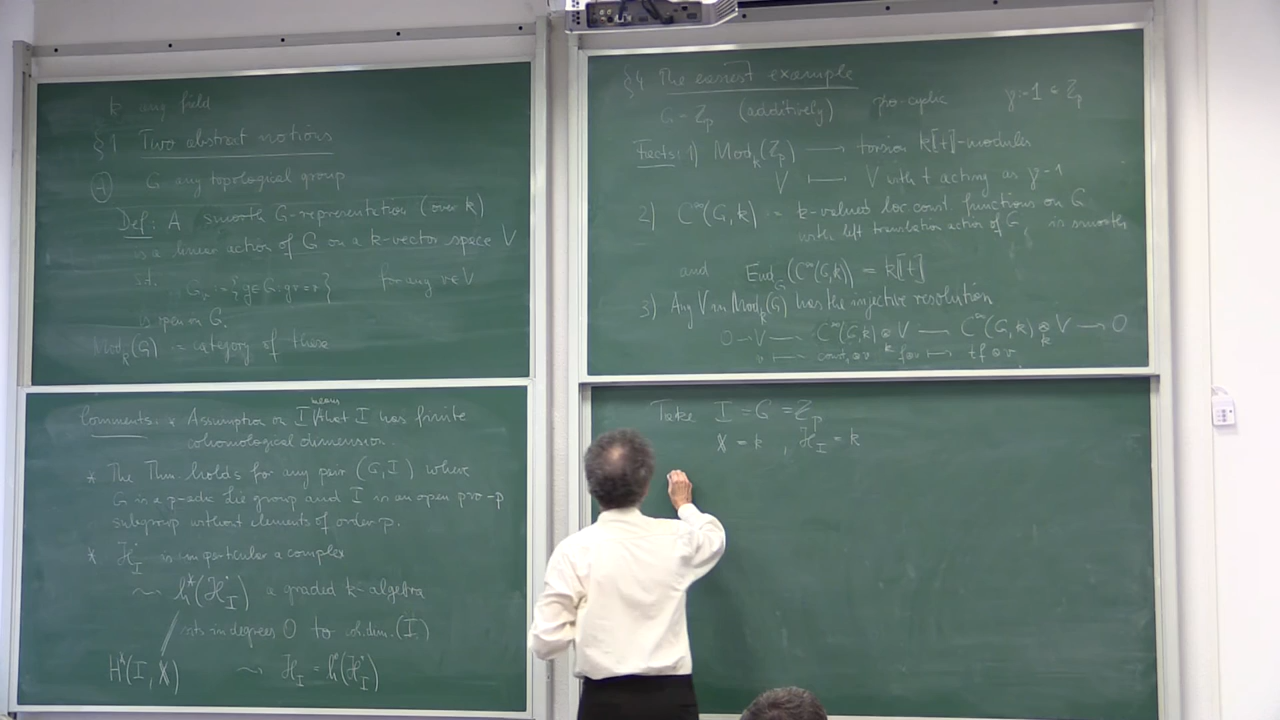 k any field
§1 Two abstract notions
(A) G any topological group
Def: A smooth G-representation (over k)
is a linear action of G on a k-vector space V
s.t. G_v := {g∈G : gv = v} for any v∈V
is open in G.
Mod_k(G) := category of these
Comments: * Assumption on I means that I has finite
cohomological dimension.
* The Thm. holds for any pair (G, I) where
G is a p-adic Lie group and I is an open pro-p
subgroup without elements of order p.
* H_I^• is in particular a complex
⇝ h^*(H_I^•) a graded k-algebra
in degrees 0 to coh.dim.(I)
H^*(I, X) ⇝ H_I = h^0(H_I^•)
§4 The easiest example
G = Z_p (additively) pro-cyclic γ := 1 ∈ Z_p
Facts: 1) Mod_k(Z_p) → torsion k[[t]]-modules
V ↦ V with t acting as γ-1
2) C^∞(G, k) := k-valued loc. const. functions on G
with left translation action of G, is smooth
and End_G(C^∞(G,k)) = k[[t]]
3) Any V in Mod_k(G) has the injective resolution
0 → V → C^∞(G,k) ⊗_k V → C^∞(G,k) ⊗_k V → 0
v ↦ const_1 ⊗ v f⊗v ↦ tf ⊗ v
Take I = G = Z_p
X = k , H_I = k